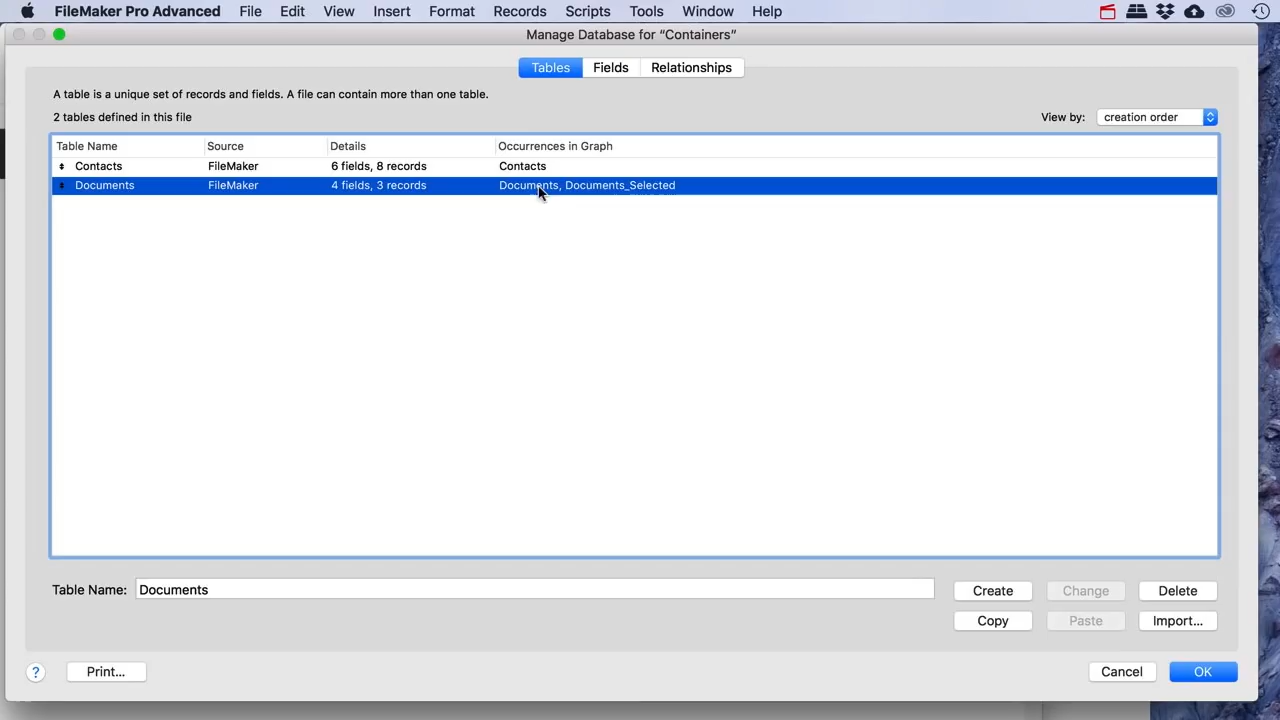 FileMaker Pro Advanced File Edit View Insert Format Records Scripts Tools Window Help
Manage Database for “Containers”
Tables Fields Relationships
A table is a unique set of records and fields. A file can contain more than one table.
2 tables defined in this file
View by: creation order
Table Name Source Details Occurrences in Graph
Contacts FileMaker 6 fields, 8 records Contacts
Documents FileMaker 4 fields, 3 records Documents, Documents_Selected
Table Name: Documents
Create Change Delete
Copy Paste Import...
? Print... Cancel OK